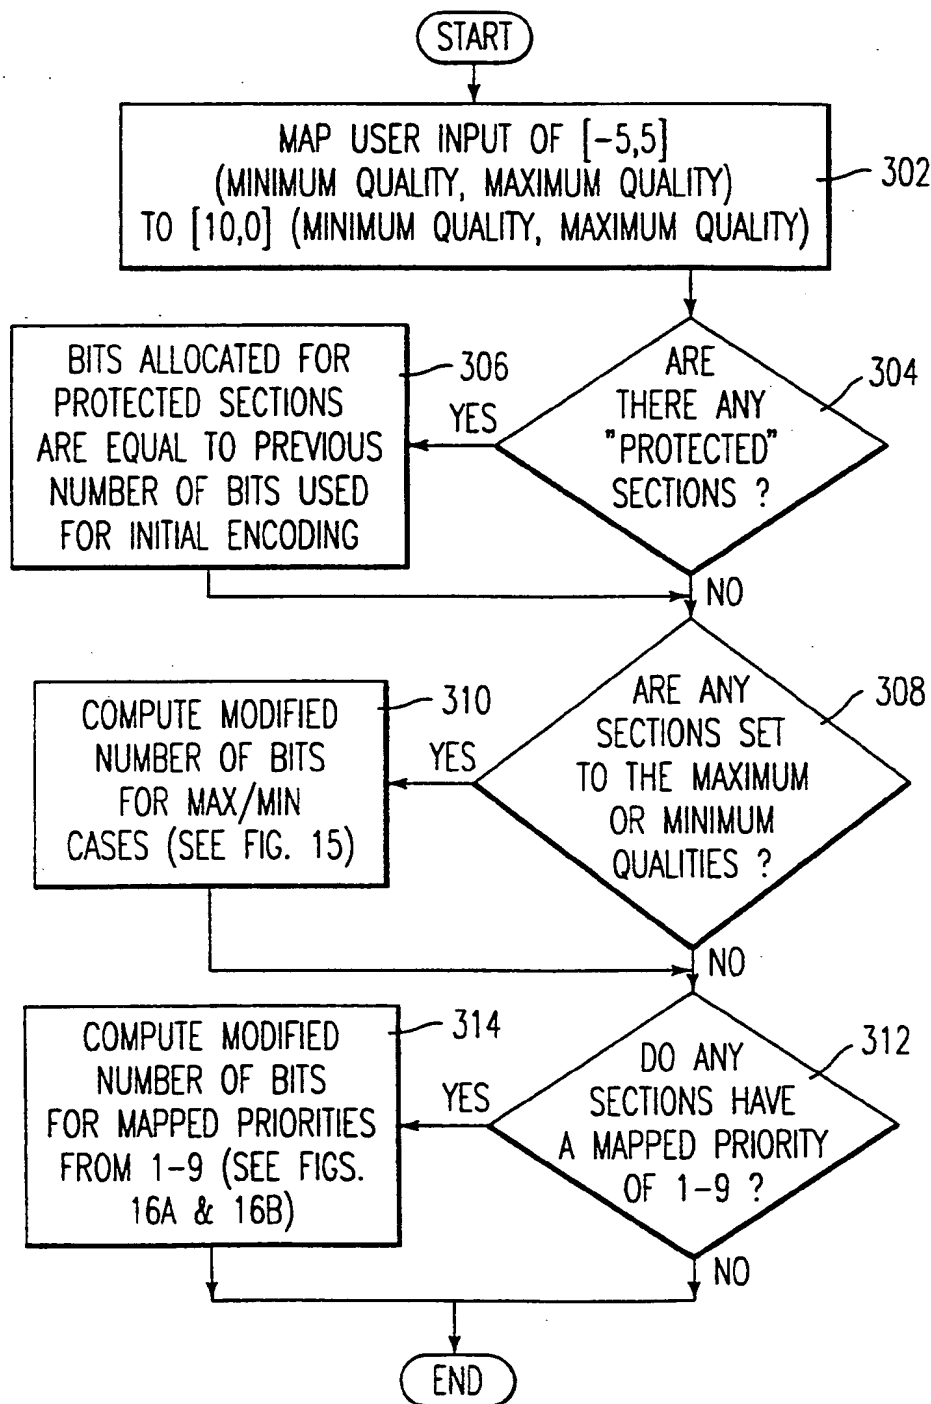 START
MAP USER INPUT OF [-5,5]
(MINIMUM QUALITY, MAXIMUM QUALITY)
TO [10,0] (MINIMUM QUALITY, MAXIMUM QUALITY)
302
ARE
THERE ANY
"PROTECTED"
SECTIONS ?
304
YES
BITS ALLOCATED FOR
PROTECTED SECTIONS
ARE EQUAL TO PREVIOUS
NUMBER OF BITS USED
FOR INITIAL ENCODING
306
NO
ARE ANY
SECTIONS SET
TO THE MAXIMUM
OR MINIMUM
QUALITIES ?
308
YES
COMPUTE MODIFIED
NUMBER OF BITS
FOR MAX/MIN
CASES (SEE FIG. 15)
310
NO
DO ANY
SECTIONS HAVE
A MAPPED PRIORITY
OF 1-9 ?
312
YES
COMPUTE MODIFIED
NUMBER OF BITS
FOR MAPPED PRIORITIES
FROM 1-9 (SEE FIGS.
16A & 16B)
314
NO
END